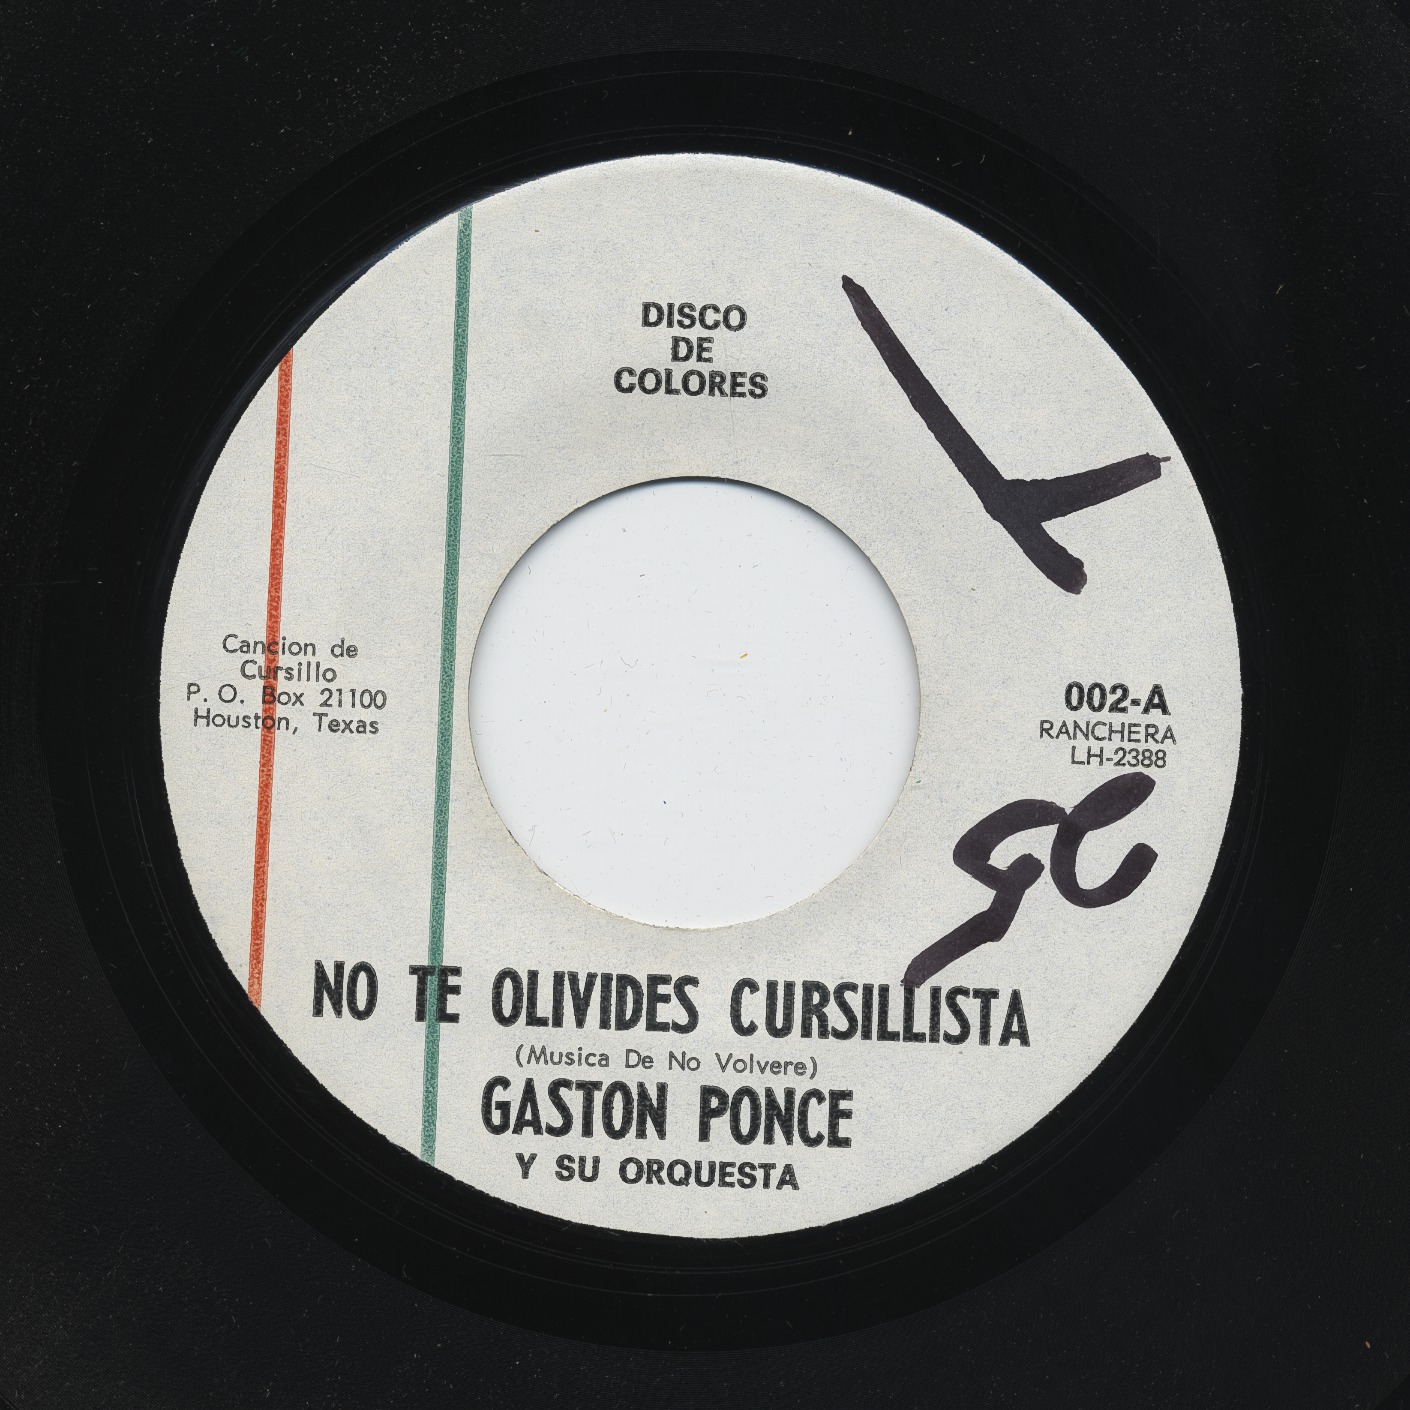 DISCO
DE
COLORES
Cancion de
Cursillo
P. O. Box 21100
Houston, Texas
002-A
RANCHERA
LH-2388
NO TE OLIVIDES CURSILLISTA
(Musica De No Volvere)
GASTON PONCE
Y SU ORQUESTA